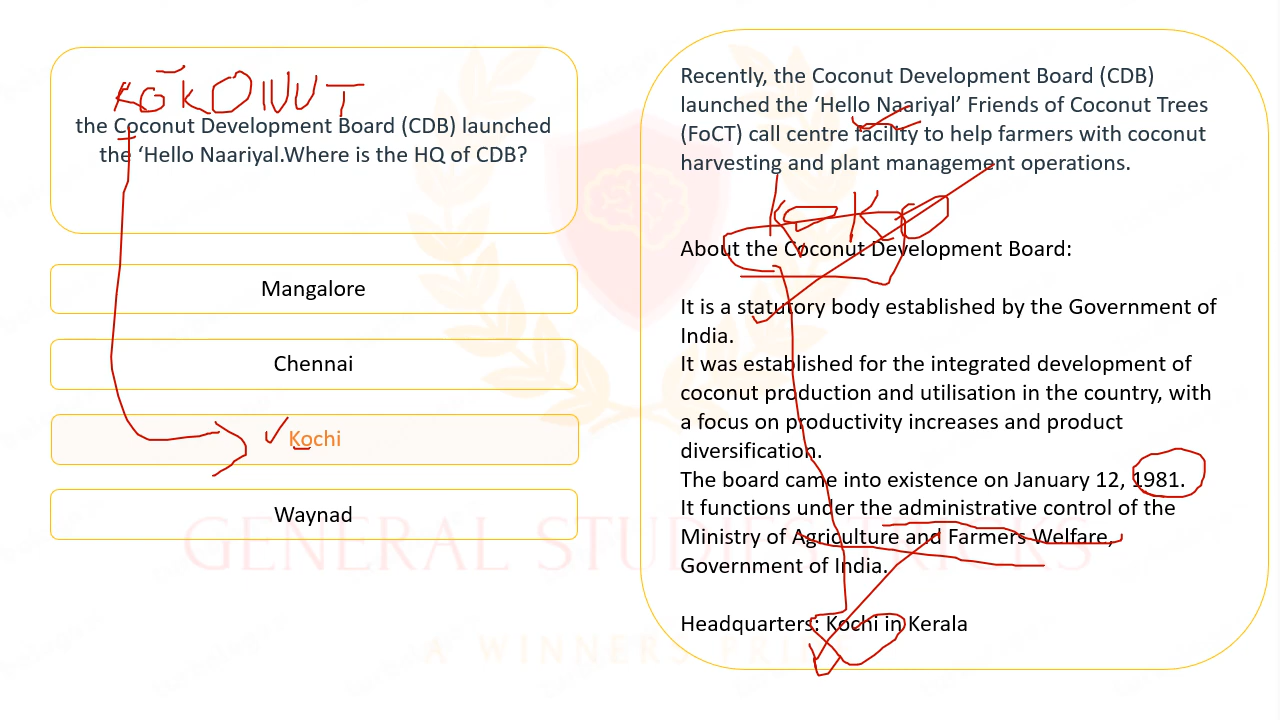 KOKONUT
the Coconut Development Board (CDB) launched
the ‘Hello Naariyal.Where is the HQ of CDB?
Mangalore
Chennai
Kochi
Waynad
Recently, the Coconut Development Board (CDB)
launched the ‘Hello Naariyal’ Friends of Coconut Trees
(FoCT) call centre facility to help farmers with coconut
harvesting and plant management operations.
About the Coconut Development Board:
It is a statutory body established by the Government of
India.
It was established for the integrated development of
coconut production and utilisation in the country, with
a focus on productivity increases and product
diversification.
The board came into existence on January 12, 1981.
It functions under the administrative control of the
Ministry of Agriculture and Farmers Welfare,
Government of India.
Headquarters: Kochi in Kerala
GENERAL STUDIES TRICKS